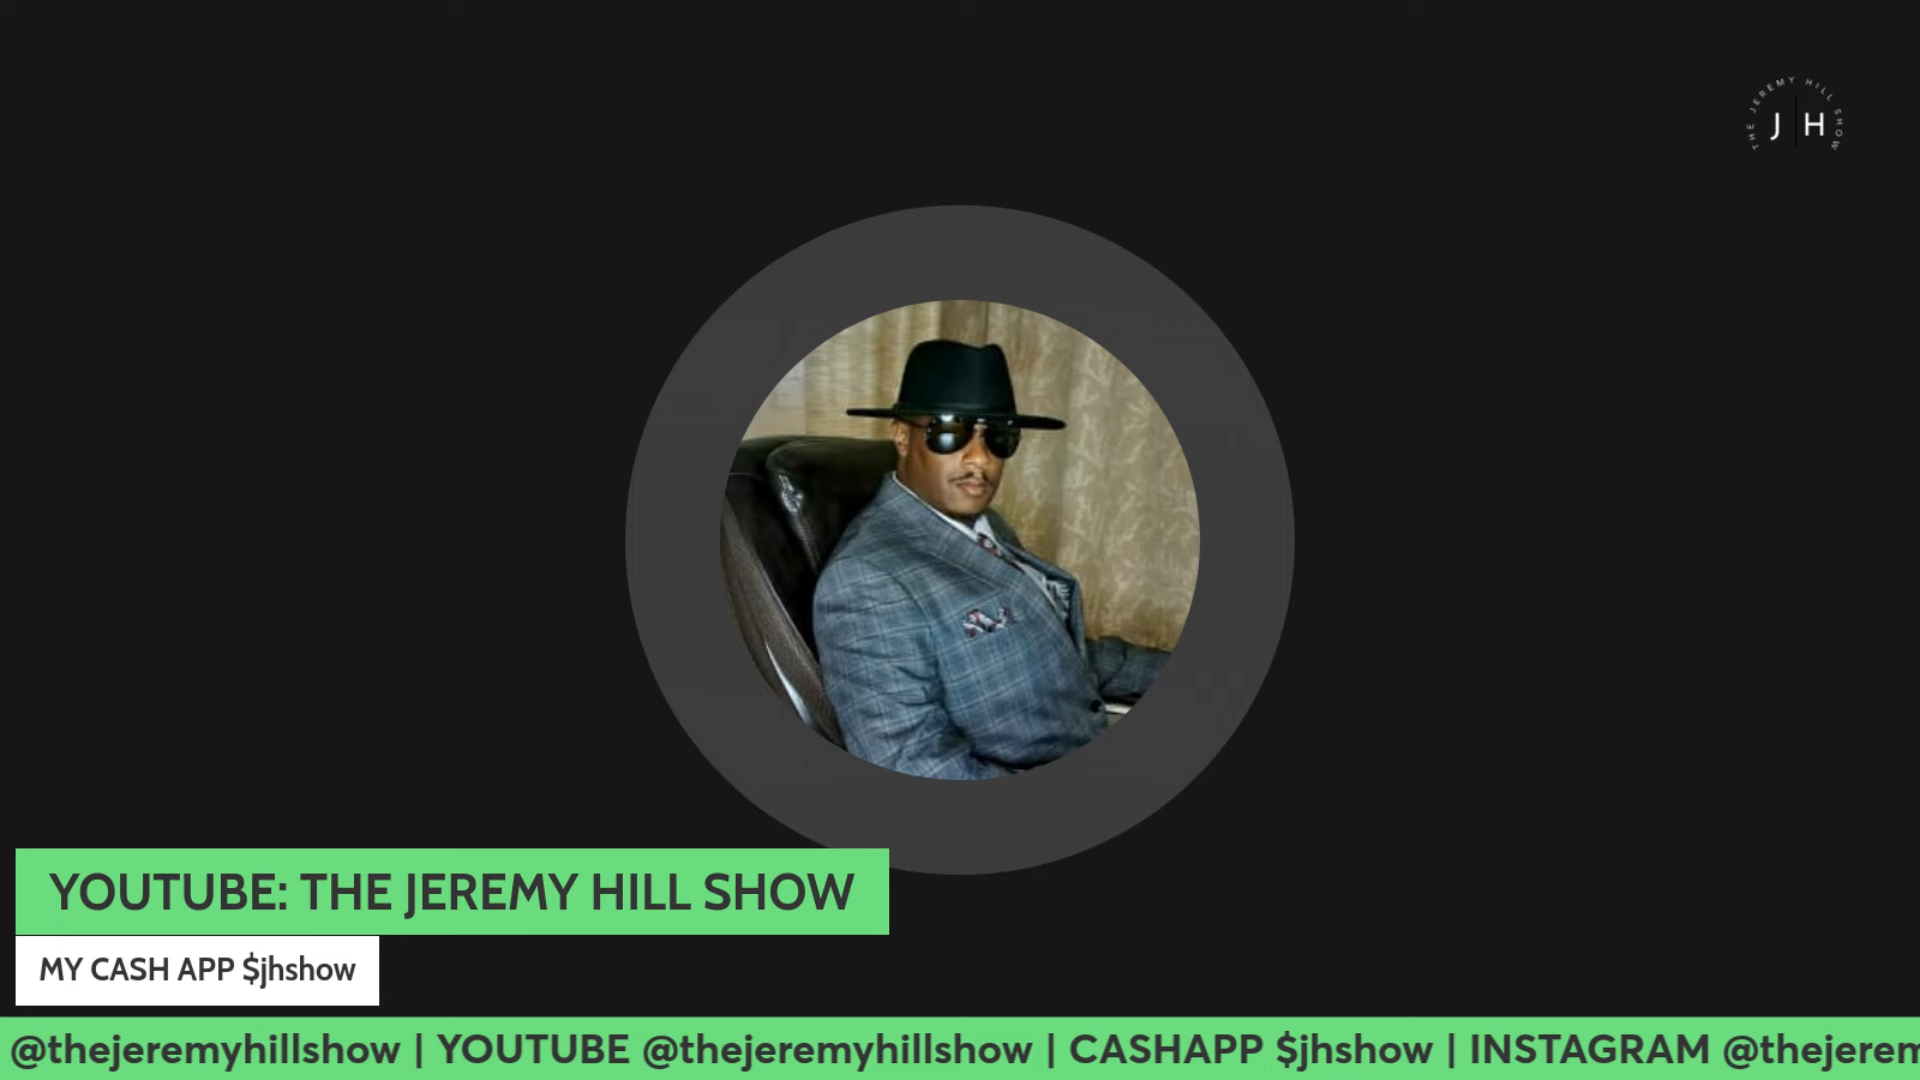 THE JEREMY HILL SHOW
J H
YOUTUBE: THE JEREMY HILL SHOW
MY CASH APP $jhshow
@thejeremyhillshow | YOUTUBE @thejeremyhillshow | CASHAPP $jhshow | INSTAGRAM @thejerem